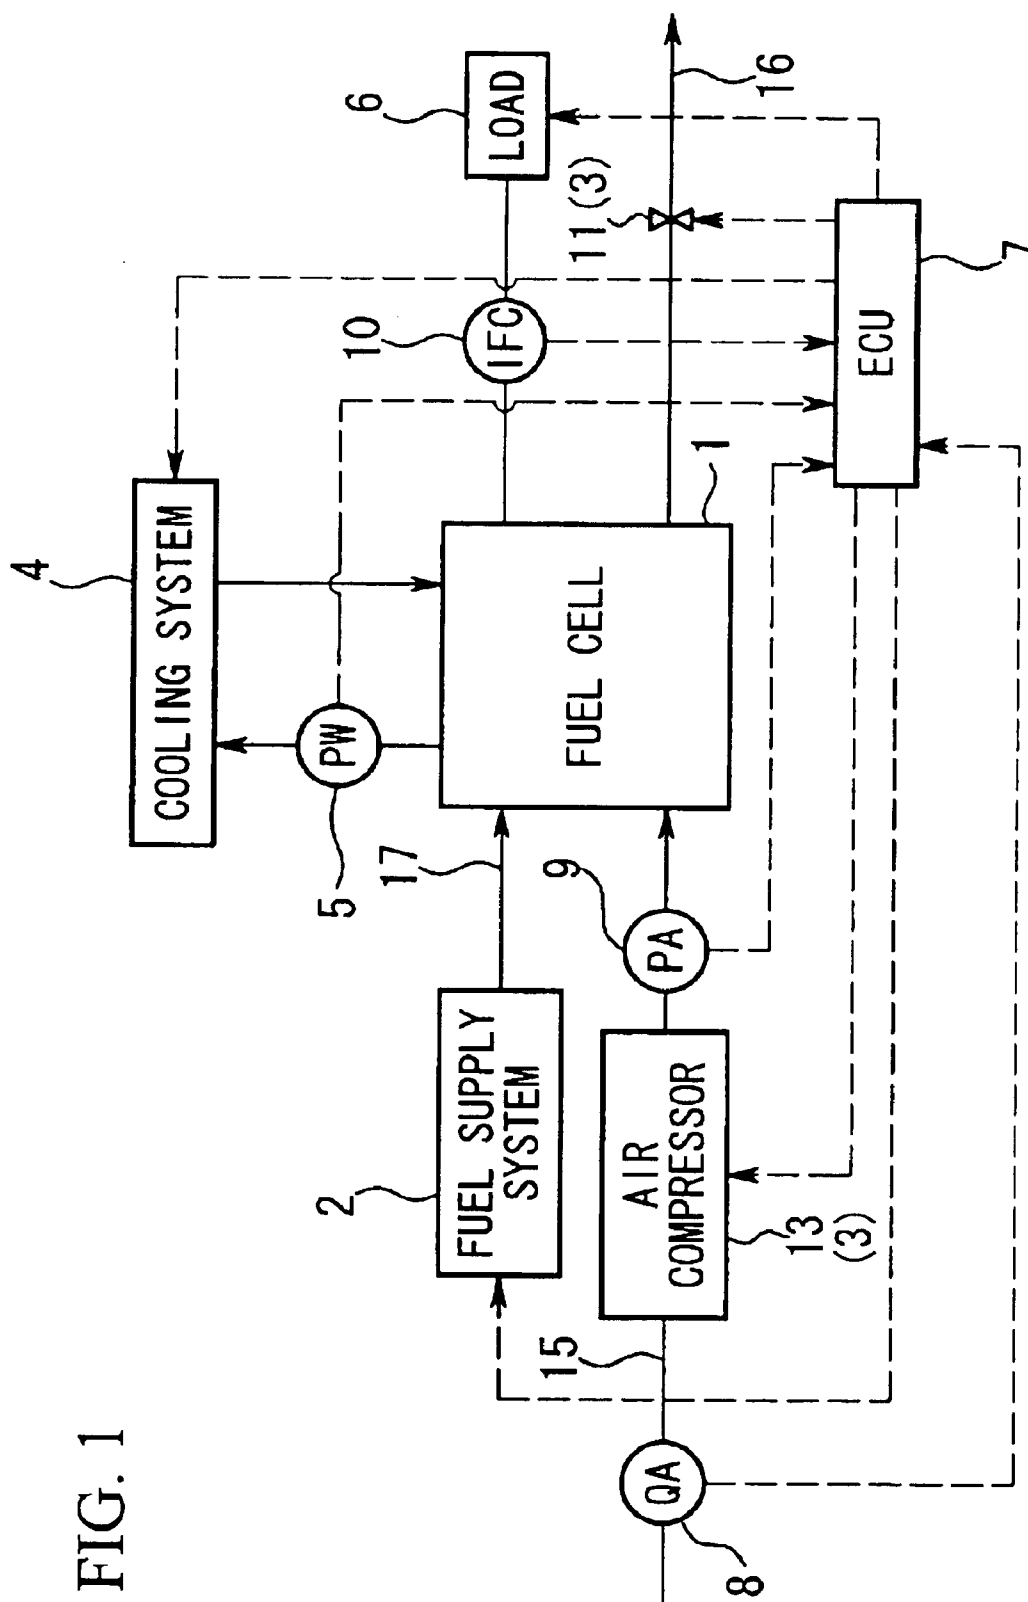 FIG. 1
4
COOLING SYSTEM
6
LOAD
10
IFC
5
PW
17
16
11 (3)
2
FUEL SUPPLY
SYSTEM
FUEL CELL
1
9
PA
15
AIR
COMPRESSOR
13
(3)
ECU
7
QA
8